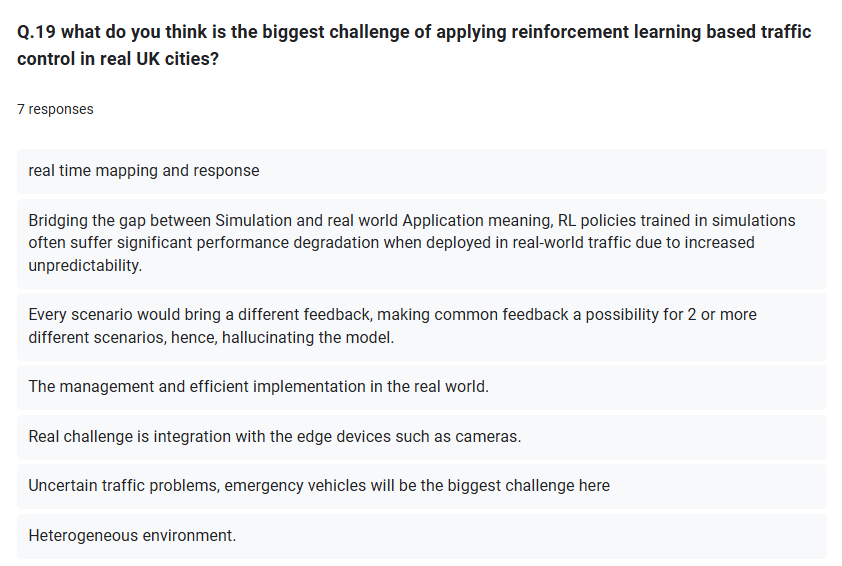 Q.19 what do you think is the biggest challenge of applying reinforcement learning based traffic
control in real UK cities?
7 responses
real time mapping and response
Bridging the gap between Simulation and real world Application meaning, RL policies trained in simulations
often suffer significant performance degradation when deployed in real-world traffic due to increased
unpredictability.
Every scenario would bring a different feedback, making common feedback a possibility for 2 or more
different scenarios, hence, hallucinating the model.
The management and efficient implementation in the real world.
Real challenge is integration with the edge devices such as cameras.
Uncertain traffic problems, emergency vehicles will be the biggest challenge here
Heterogeneous environment.